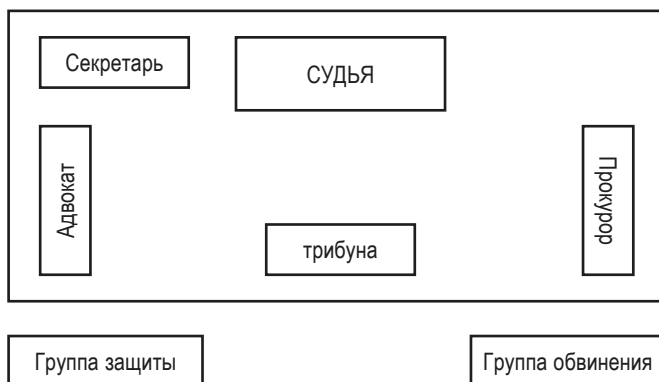 Секретарь
СУДЬЯ
Адвокат
Прокурор
трибуна
Группа защиты
Группа обвинения